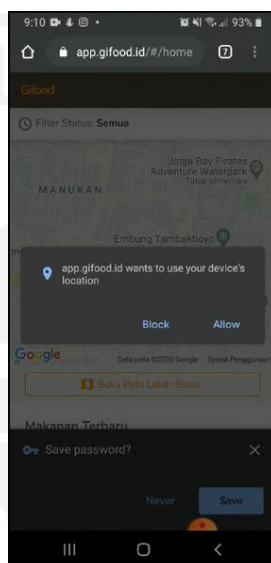 9:10
93%
app.gifood.id/#/home
7
Gifood
Filter Status: Semua
Jogja Bay Pirates
Adventure Waterpark
Tutup sementara
MANUKAN
Embung Tambakboyo
app.gifood.id wants to use your device's
location
Block
Allow
Google
Data peta ©2020 Google
Syarat Penggunaan
Buka Peta Lebih Besar
Makanan Terbaru
Save password?
Never
Save